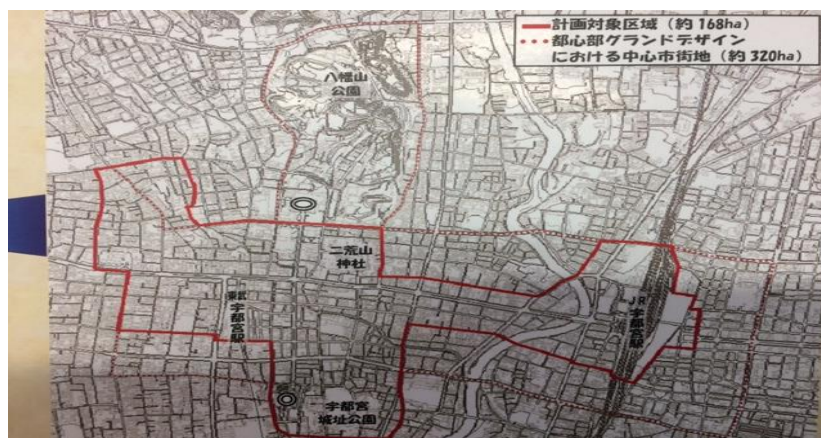 計画対象区域（約168ha）
都心部グランドデザイン
における中心市街地（約320ha）
八幡山
公園
二荒山
神社
東武
宇都宮駅
JR
宇都宮駅
宇都宮
城址公園